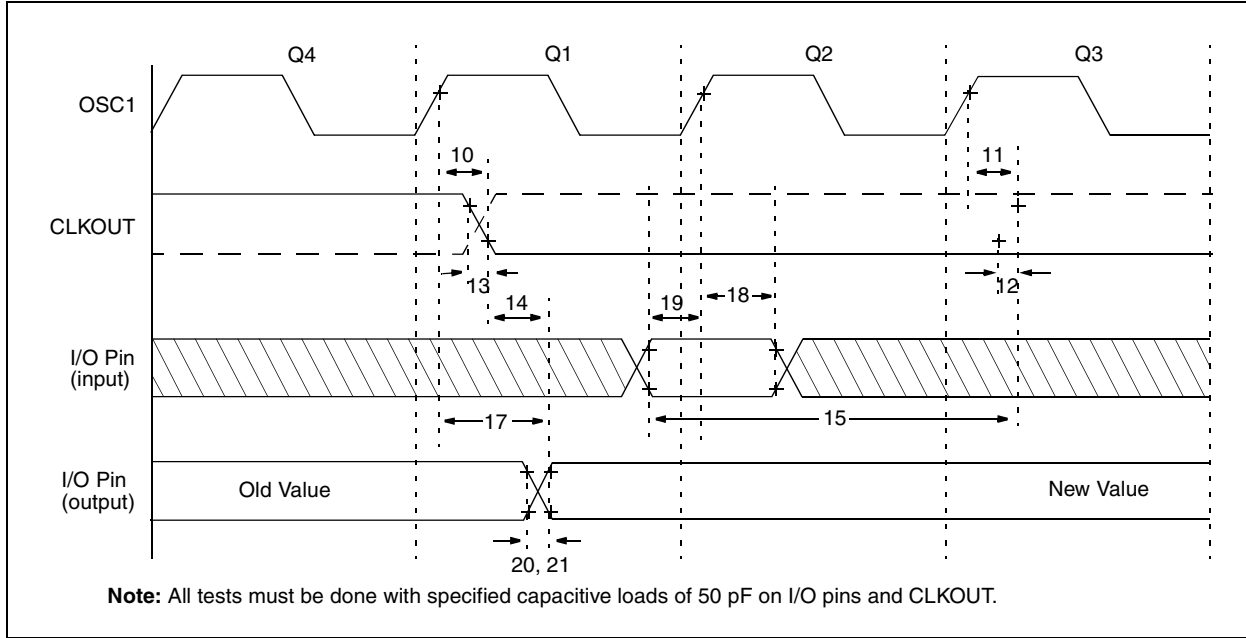 Q4 Q1 Q2 Q3
OSC1
10 11
CLKOUT
13 12
14 19 18
I/O Pin
(input)
17 15
I/O Pin
(output)
Old Value New Value
20, 21
Note: All tests must be done with specified capacitive loads of 50 pF on I/O pins and CLKOUT.